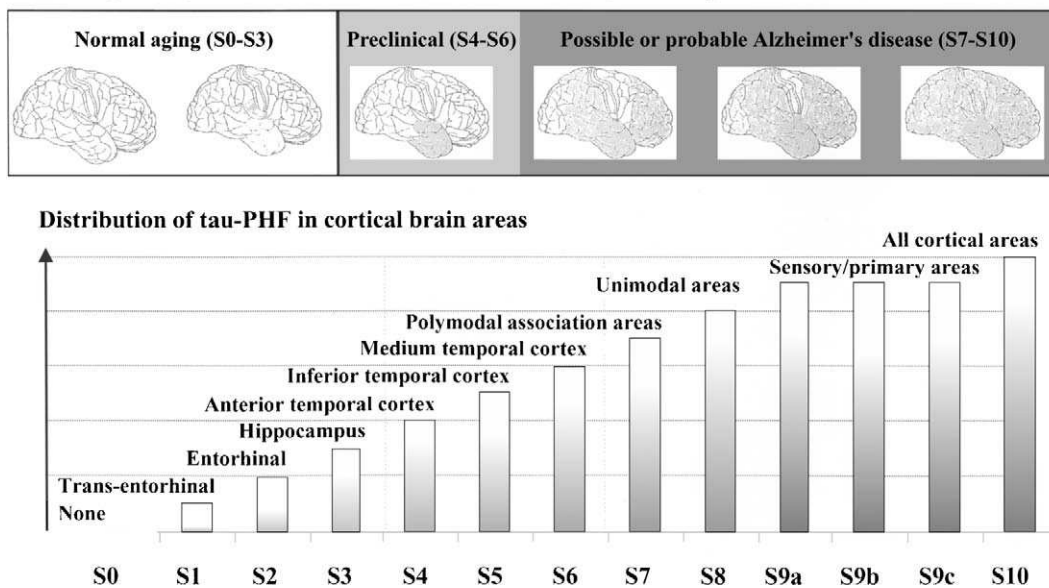 Normal aging (S0-S3)
Preclinical (S4-S6)
Possible or probable Alzheimer's disease (S7-S10)
Distribution of tau-PHF in cortical brain areas
All cortical areas
Sensory/primary areas
Unimodal areas
Polymodal association areas
Medium temporal cortex
Inferior temporal cortex
Anterior temporal cortex
Hippocampus
Entorhinal
Trans-entorhinal
None
S0 S1 S2 S3 S4 S5 S6 S7 S8 S9a S9b S9c S10